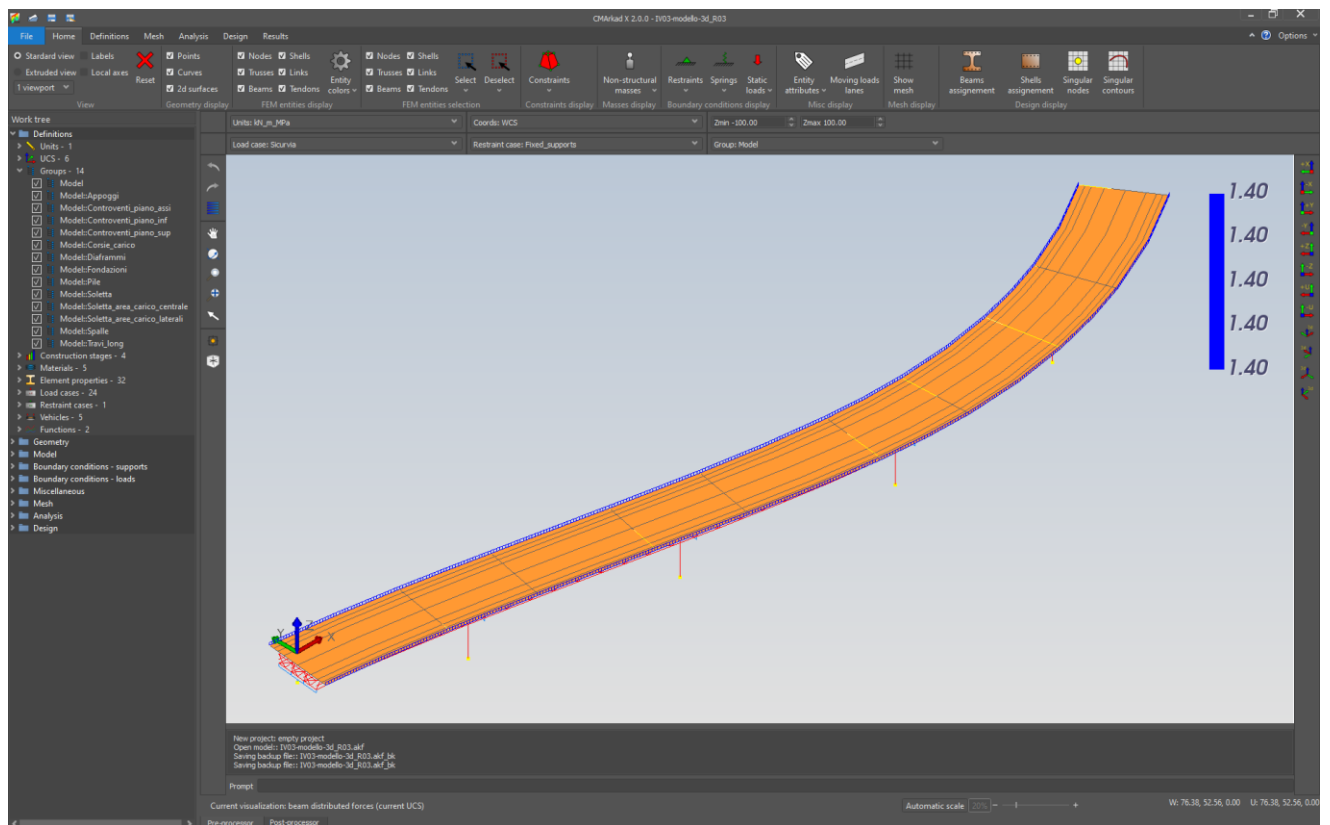 CMArkad X 2.0.0 - IV03-modello-3d_R03
File Home Definitions Mesh Analysis Design Results
Options
Standard view Labels
Extruded view Local axes
1 viewport
Reset
View
Points
Curves
2d surfaces
Geometry display
Nodes Shells
Trusses Links
Beams Tendons
Entity colors
FEM entities display
Nodes Shells
Trusses Links
Beams Tendons
Select Deselect
FEM entities selection
Constraints
Constraints display
Non-structural masses
Masses display
Restraints Springs Static loads
Boundary conditions display
Entity attributes Moving loads lanes
Misc display
Show mesh
Mesh display
Beams assignement Shells assignement Singular nodes Singular contours
Design display
Work tree
Definitions
Units - 1
UCS - 6
Groups - 14
Model
Model::Appoggi
Model::Controventi_piano_assi
Model::Controventi_piano_inf
Model::Controventi_piano_sup
Model::Corsie_carico
Model::Diaframmi
Model::Fondazioni
Model::Pile
Model::Soletta
Model::Soletta_area_carico_centrale
Model::Soletta_aree_carico_laterali
Model::Spalle
Model::Travi_long
Construction stages - 4
Materials - 5
Element properties - 32
Load cases - 24
Restraint cases - 1
Vehicles - 5
Functions - 2
Geometry
Model
Boundary conditions - supports
Boundary conditions - loads
Miscellaneous
Mesh
Analysis
Design
Units: kN_m_MPa Coords: WCS Zmin -100.00 Zmax 100.00
Load case: Sicurvia Restraint case: Fixed_supports Group: Model
1.40
1.40
1.40
1.40
1.40
Z
Y
X
New project: empty project
Open model:: IV03-modello-3d_R03.akf
Saving backup file:: IV03-modello-3d_R03.akf_bk
Saving backup file:: IV03-modello-3d_R03.akf_bk
Prompt
Current visualization: beam distributed forces (current UCS) Automatic scale 20% - + W: 76.38, 52.56, 0.00 U: 76.38, 52.56, 0.00
Pre-processor Post-processor